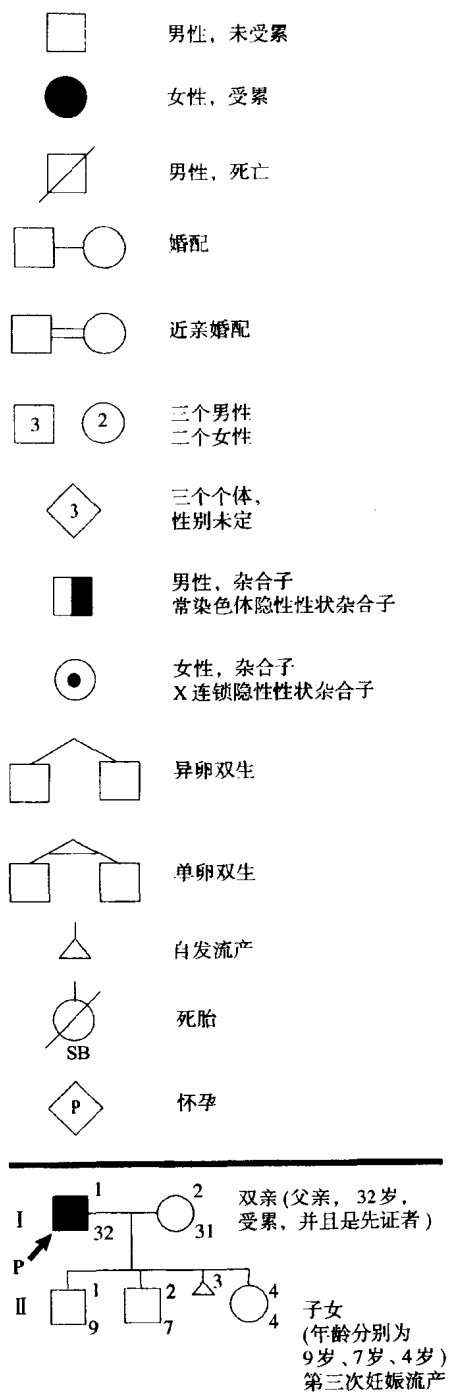 男性，未受累
女性，受累
男性，死亡
婚配
近亲婚配
3 2 三个男性
二个女性
3 三个个体，
性别未定
男性，杂合子
常染色体隐性性状杂合子
女性，杂合子
X连锁隐性性状杂合子
异卵双生
单卵双生
自发流产
死胎
SB
P 怀孕
1 2 双亲(父亲，32岁，
I 受累，并且是先证者)
32 31
P
1 2 3 4
II 子女
9 7 4 (年龄分别为
9岁、7岁、4岁)
第三次妊娠流产